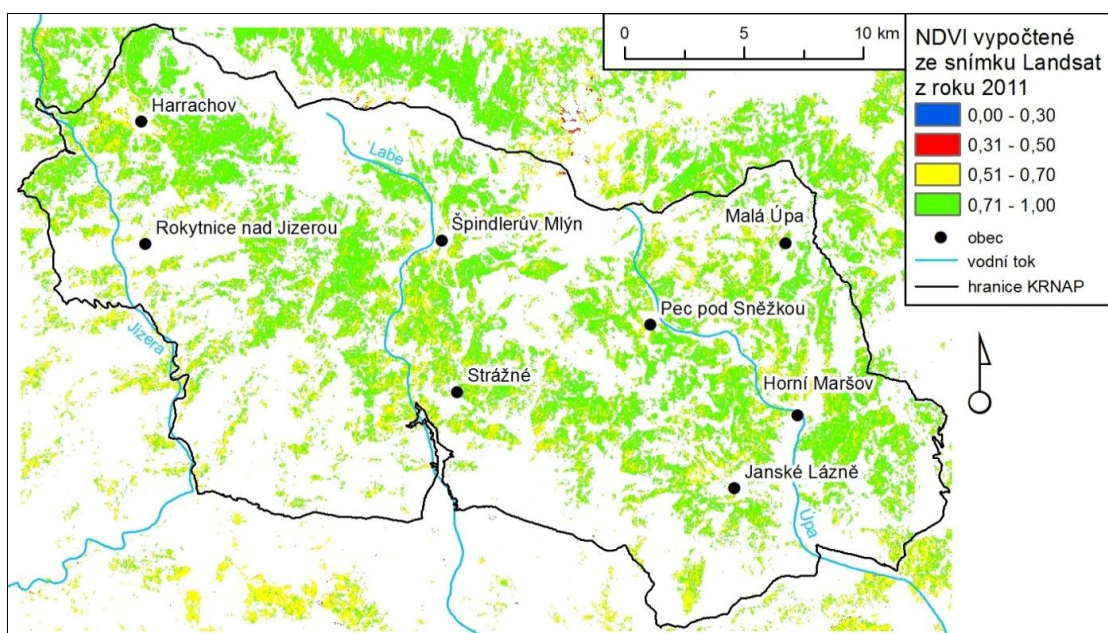 0 5 10 km
NDVI vypočtené
ze snímku Landsat
z roku 2011
0,00 - 0,30
0,31 - 0,50
0,51 - 0,70
0,71 - 1,00
obec
vodní tok
hranice KRNAP
Harrachov
Labe
Rokytnice nad Jizerou
Špindlerův Mlýn
Malá Úpa
Pec pod Sněžkou
Jizera
Strážné
Horní Maršov
Janské Lázně
Úpa